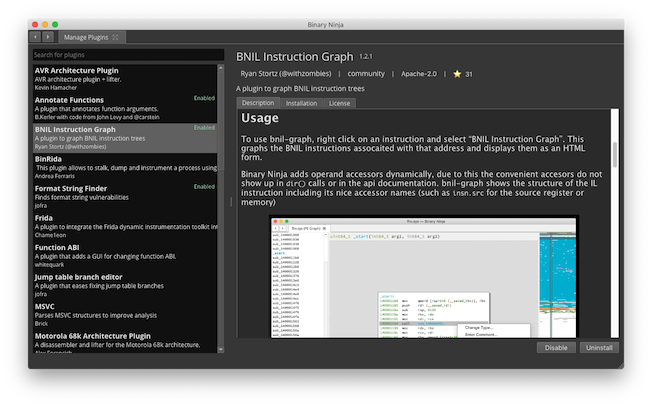 Binary Ninja
Manage Plugins
Search for plugins
AVR Architecture Plugin
AVR architecture plugin + lifter.
Kevin Hamacher
Annotate Functions
Enabled
A plugin that annotates function arguments.
B.Kerler with code from John Levy and @carstein
BNIL Instruction Graph
Enabled
A plugin to graph BNIL instruction trees
Ryan Stortz (@withzombies)
BinRida
This plugin allows to stalk, dump and instrument a process using
Andrea Ferraris
Format String Finder
Enabled
Finds format string vulnerabilities
jofra
Frida
A plugin to integrate the Frida dynamic instrumentation toolkit int
ChameTeon
Function ABI
A plugin that adds a GUI for changing function ABI.
whitequark
Jump table branch editor
A plugin that eases fixing jump table branches
jofra
MSVC
Parses MSVC structures to improve analysis
Brick
Motorola 68k Architecture Plugin
A disassembler and lifter for the Motorola 68k architecture.
BNIL Instruction Graph 1.2.1
Ryan Stortz (@withzombies) | community | Apache-2.0 | 31
A plugin to graph BNIL instruction trees
Description Installation License
Usage
To use bnil-graph, right click on an instruction and select “BNIL Instruction Graph”. This
graphs the BNIL instructions assocaited with that address and displays them as an HTML
form.
Binary Ninja adds operand accessors dynamically, due to this the convenient accesors do not
show up in dir() calls or in the api documentation. bnil-graph shows the structure of the IL
instruction including its nice accessor names (such as insn.src for the source register or
memory)
Change Type...
Enter Comment...
Disable
Uninstall